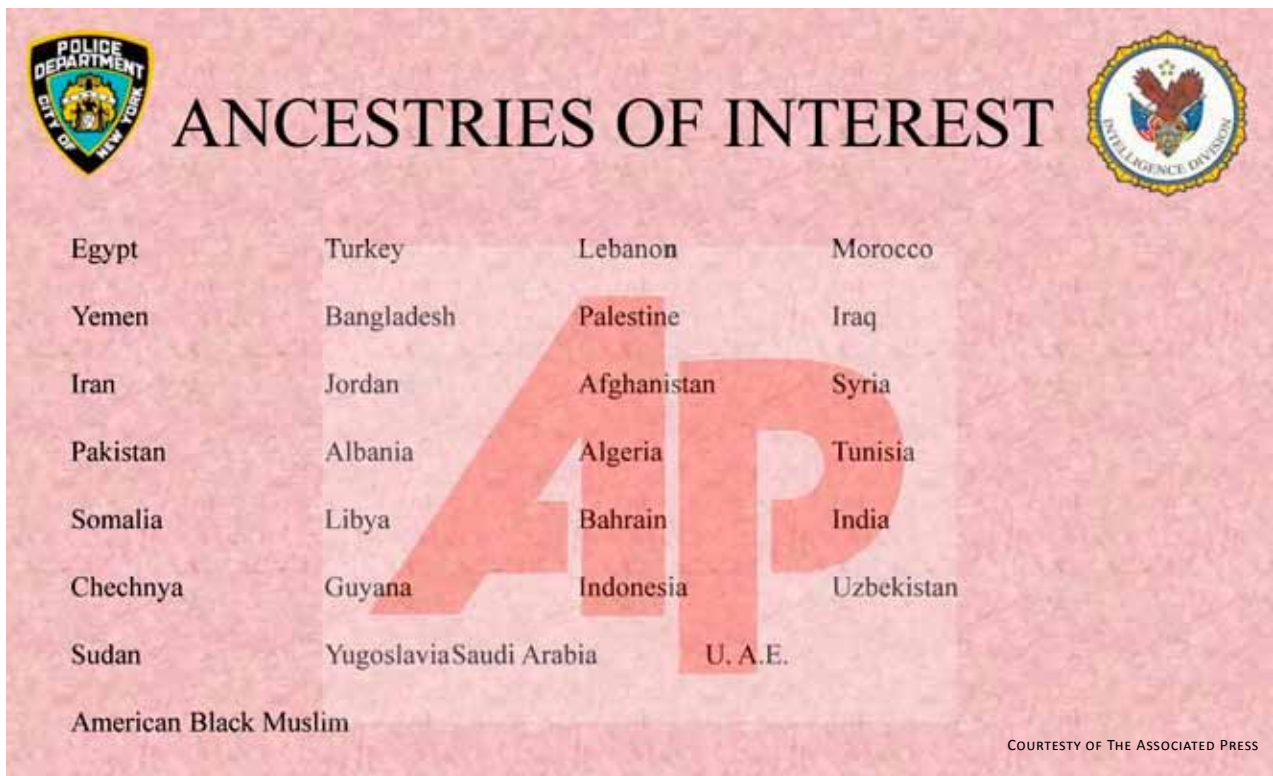 POLICE
DEPARTMENT
CITY OF NEW YORK
ANCESTRIES OF INTEREST
INTELLIGENCE DIVISION
Egypt Turkey Lebanon Morocco
Yemen Bangladesh Palestine Iraq
Iran Jordan Afghanistan Syria
Pakistan Albania Algeria Tunisia
Somalia Libya Bahrain India
Chechnya Guyana Indonesia Uzbekistan
Sudan Yugoslavia Saudi Arabia U. A.E.
American Black Muslim
AP
COURTESTY OF THE ASSOCIATED PRESS